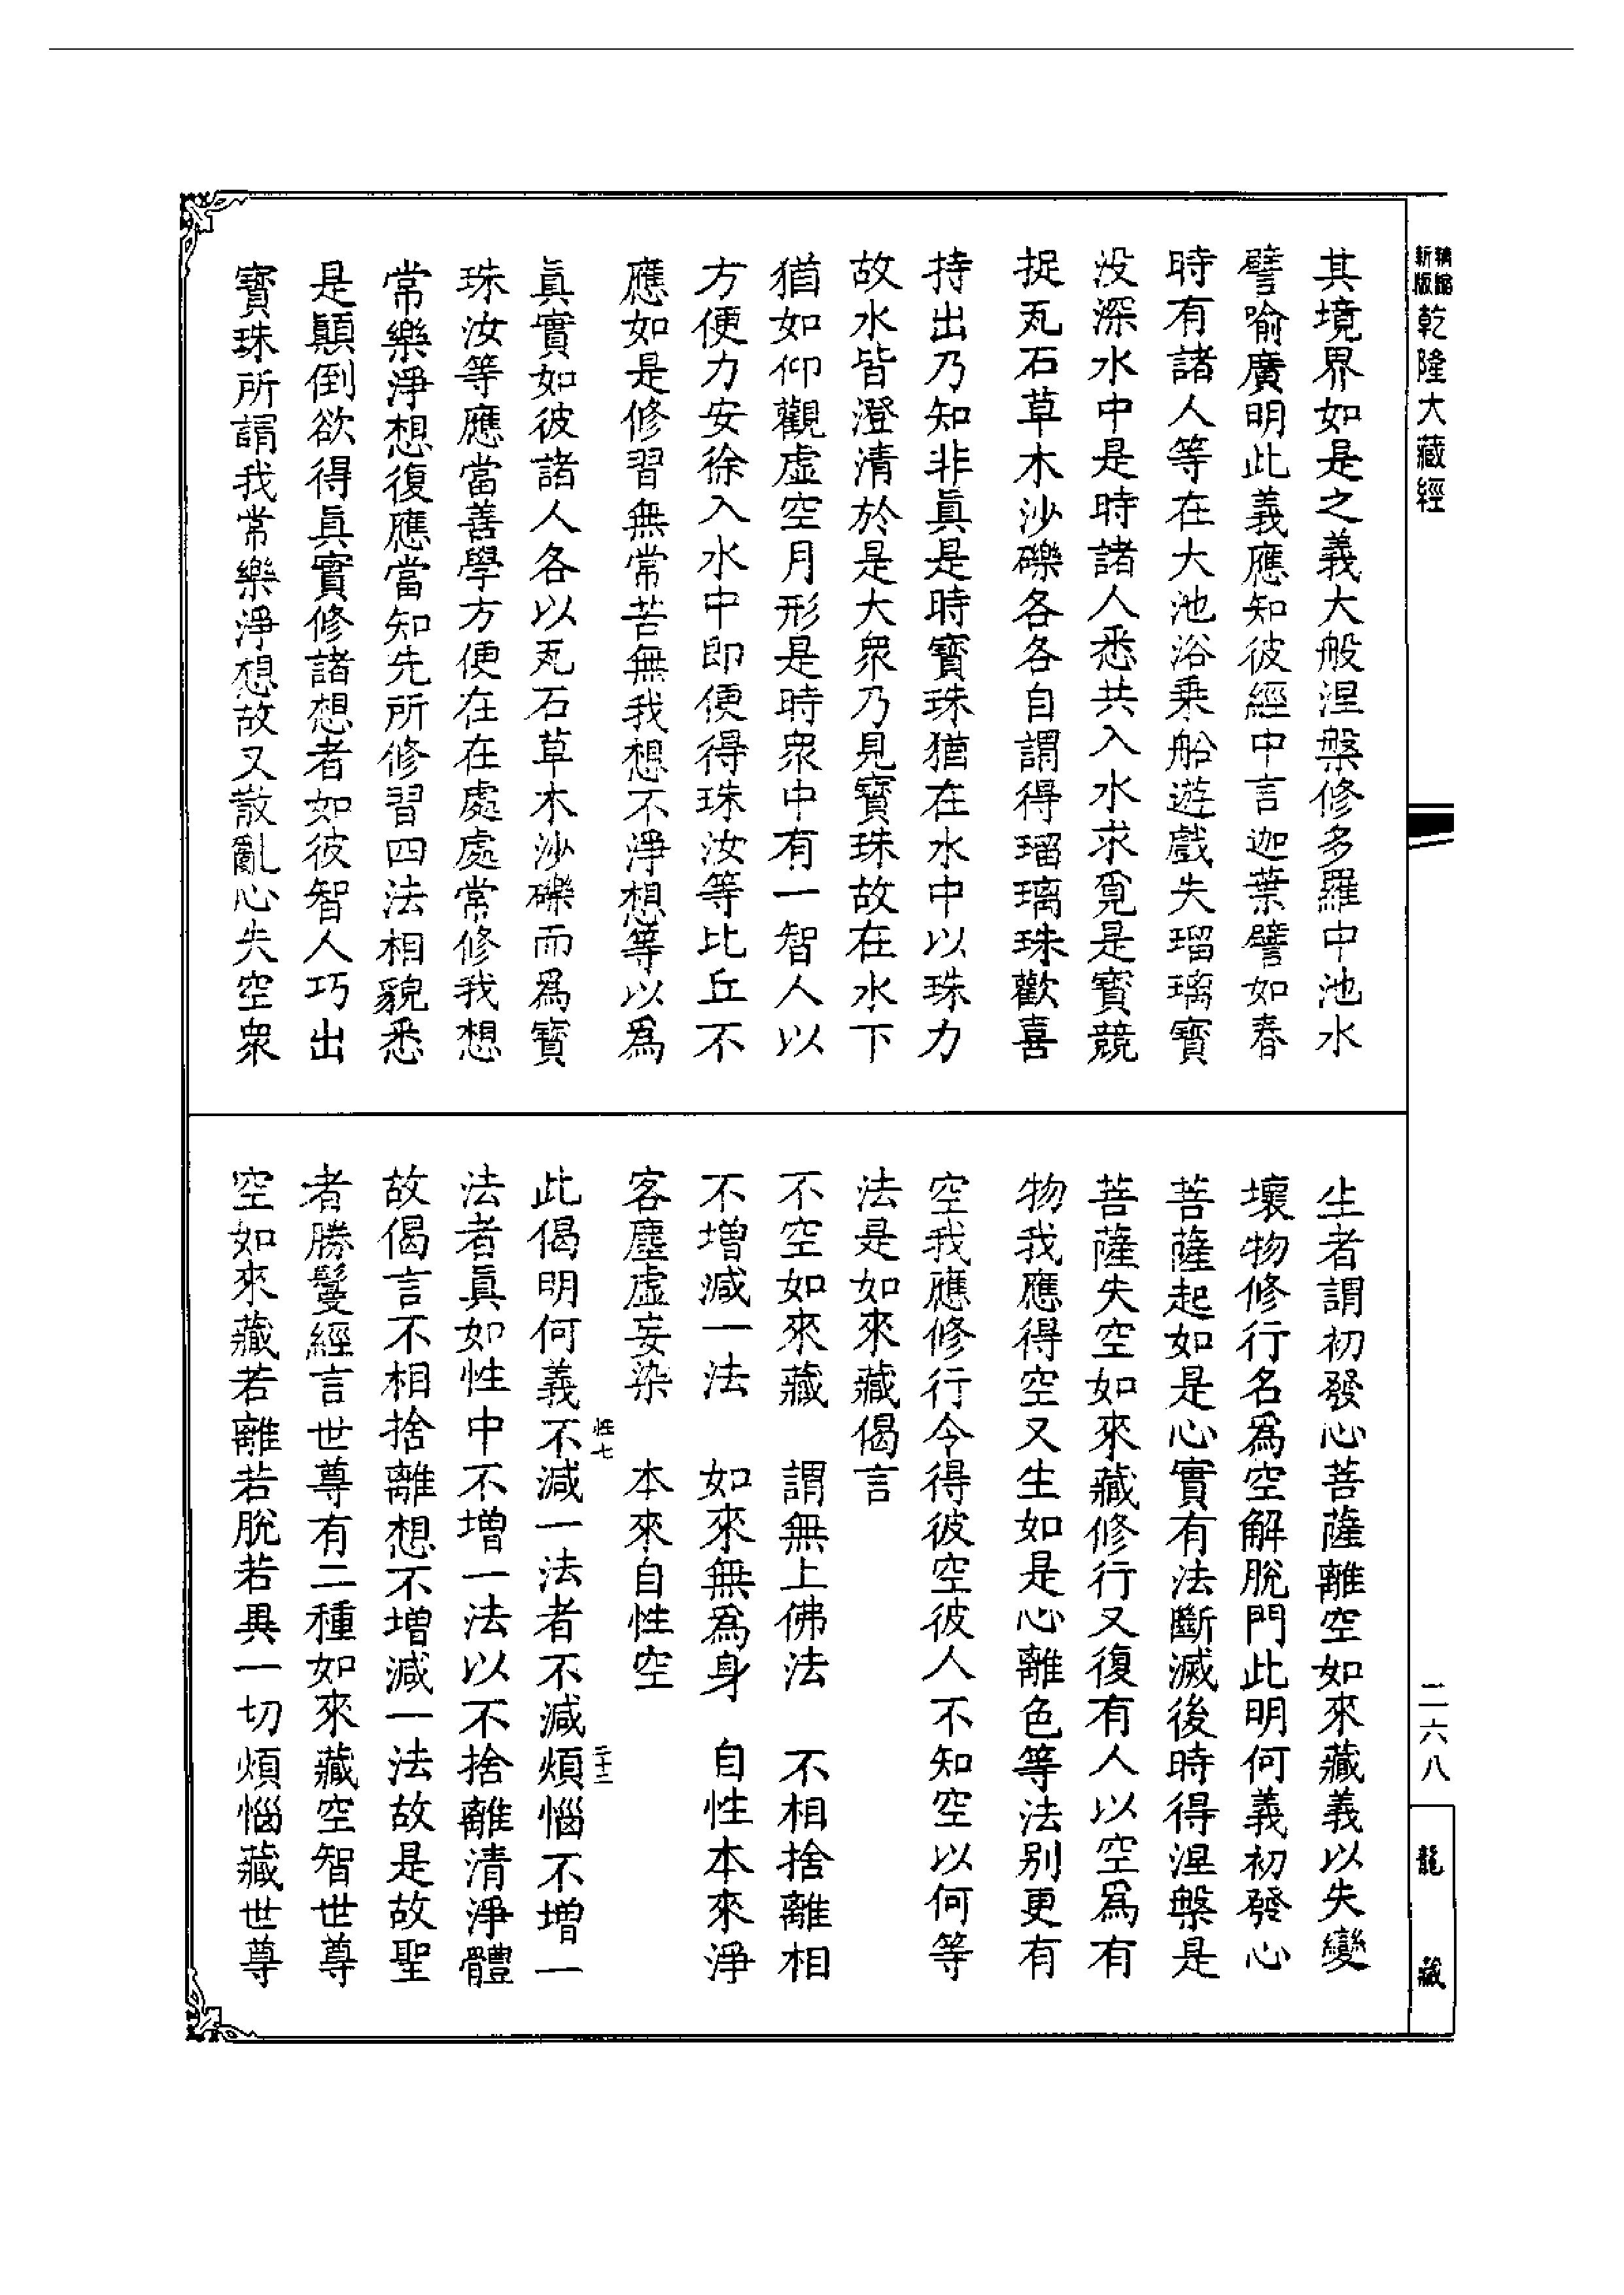 新版
精縮
乾隆大藏經
其境界如是之義大般涅槃修多羅中池水
譬喻廣明此義應知彼經中言迦葉譬如春
時有諸人等在大池浴乘船遊戲失瑠璃寶
没深水中是時諸人悉共入水求覓是寶競
捉瓦石草木沙礫各各自謂得瑠璃珠歡喜
持出乃知非眞是時寶珠猶在水中以珠力
故水皆澄清於是大衆乃見寶珠故在水下
猶如仰觀虛空月形是時衆中有一智人以
方便力安徐入水中即便得珠汝等比丘不
應如是修習無常苦無我想不淨想等以爲
眞實如彼諸人各以瓦石草木沙礫而爲寶
珠汝等應當善學方便在在處處常修我想
常樂淨想復應當知先所修習四法相貌悉
是顛倒欲得眞實修諸想者如彼智人巧出
寶珠所謂我常樂淨想故又散亂心失空衆
生者謂初發心菩薩離空如來藏義以失變
壞物修行名爲空解脫門此明何義初發心
菩薩起如是心實有法斷滅後時得涅槃是
菩薩失空如來藏修行又復有人以空爲有
物我應得空又生如是心離色等法别更有
空我應修行令得彼空彼人不知空以何等
法是如來藏偈言
不空如來藏　謂無上佛法　不相捨離相
不增減一法　如來無爲身　自性本來淨
客塵虛妄染　本來自性空
性七
二十二
此偈明何義不減一法者不減煩惱不增一
法者眞如性中不增一法以不捨離清淨體
故偈言不相捨離想不增減一法故是故聖
者勝鬘經言世尊有二種如來藏空智世尊
空如來藏若離若脫若異一切煩惱藏世尊
二六八
龍藏